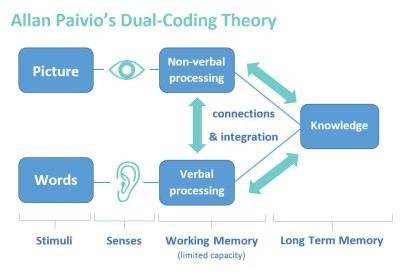 Allan Paivio's Dual-Coding Theory
Picture
Non-verbal
processing
connections
& integration
Knowledge
Words
Verbal
processing
Stimuli
Senses
Working Memory
(limited capacity)
Long Term Memory